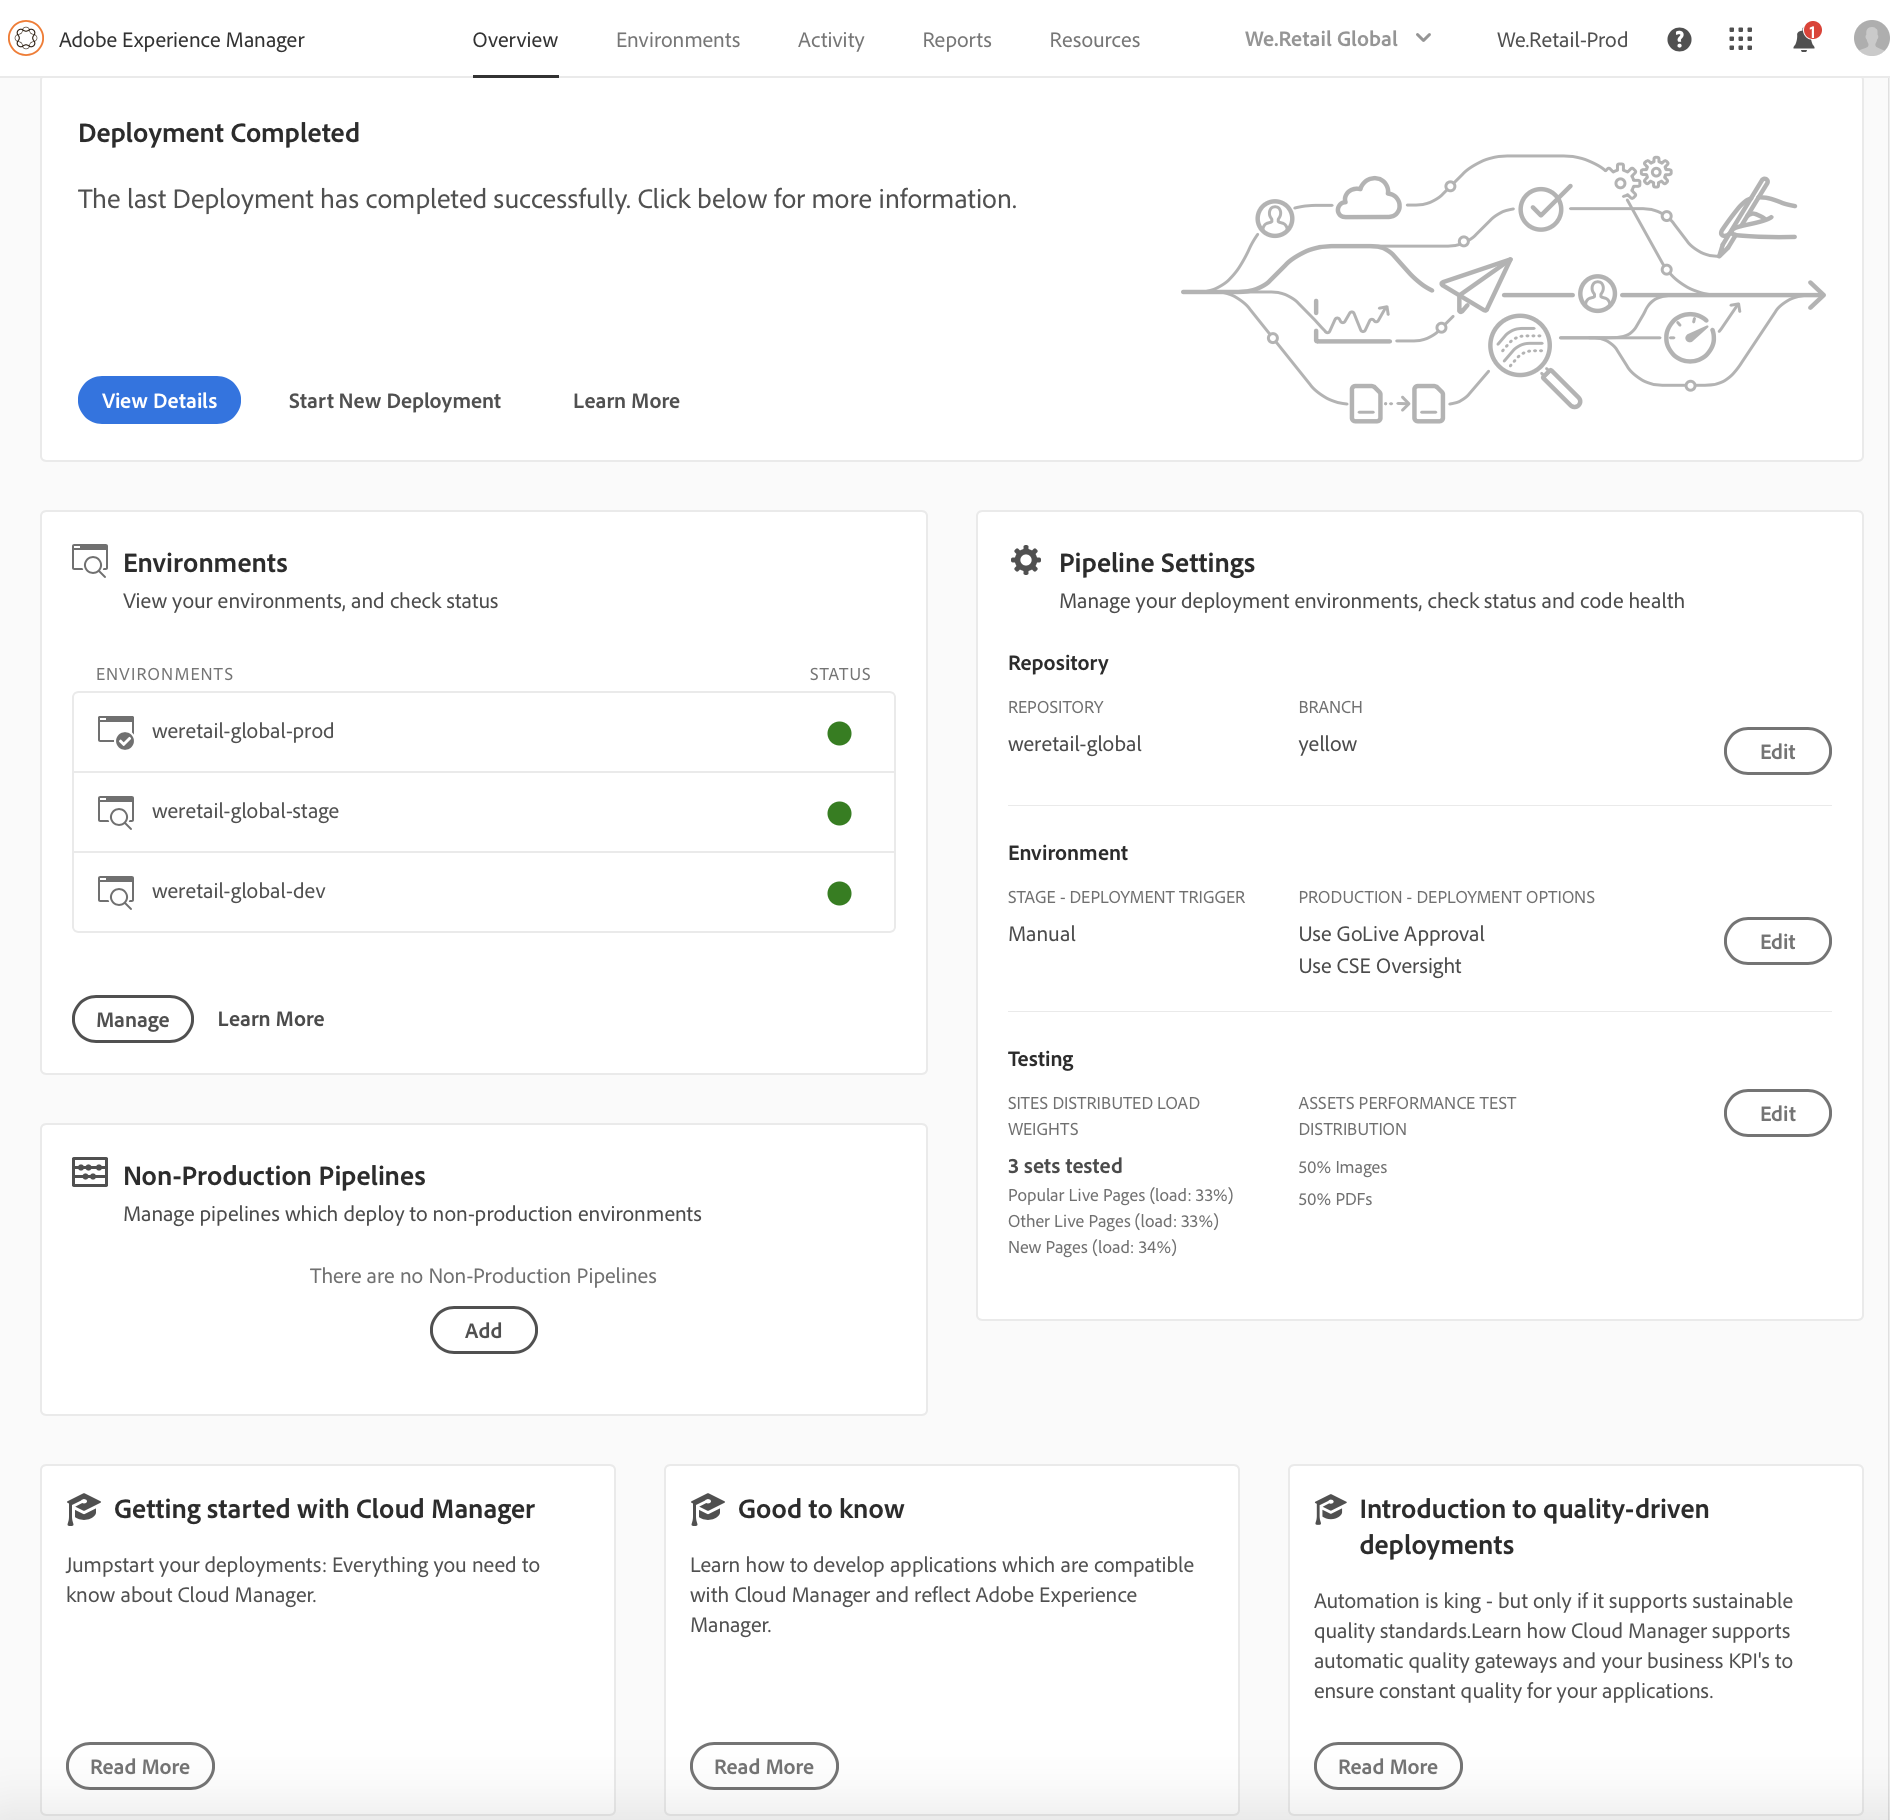 Adobe Experience Manager
Overview
Environments
Activity
Reports
Resources
We.Retail Global
We.Retail-Prod
1
Deployment Completed
The last Deployment has completed successfully. Click below for more information.
View Details
Start New Deployment
Learn More
Environments
View your environments, and check status
ENVIRONMENTS
STATUS
weretail-global-prod
weretail-global-stage
weretail-global-dev
Manage
Learn More
Non-Production Pipelines
Manage pipelines which deploy to non-production environments
There are no Non-Production Pipelines
Add
Pipeline Settings
Manage your deployment environments, check status and code health
Repository
REPOSITORY
BRANCH
weretail-global
yellow
Edit
Environment
STAGE - DEPLOYMENT TRIGGER
PRODUCTION - DEPLOYMENT OPTIONS
Manual
Use GoLive Approval
Use CSE Oversight
Edit
Testing
SITES DISTRIBUTED LOAD
WEIGHTS
3 sets tested
Popular Live Pages (load: 33%)
Other Live Pages (load: 33%)
New Pages (load: 34%)
ASSETS PERFORMANCE TEST
DISTRIBUTION
50% Images
50% PDFs
Edit
Getting started with Cloud Manager
Jumpstart your deployments: Everything you need to
know about Cloud Manager.
Read More
Good to know
Learn how to develop applications which are compatible
with Cloud Manager and reflect Adobe Experience
Manager.
Read More
Introduction to quality-driven
deployments
Automation is king - but only if it supports sustainable
quality standards.Learn how Cloud Manager supports
automatic quality gateways and your business KPI's to
ensure constant quality for your applications.
Read More